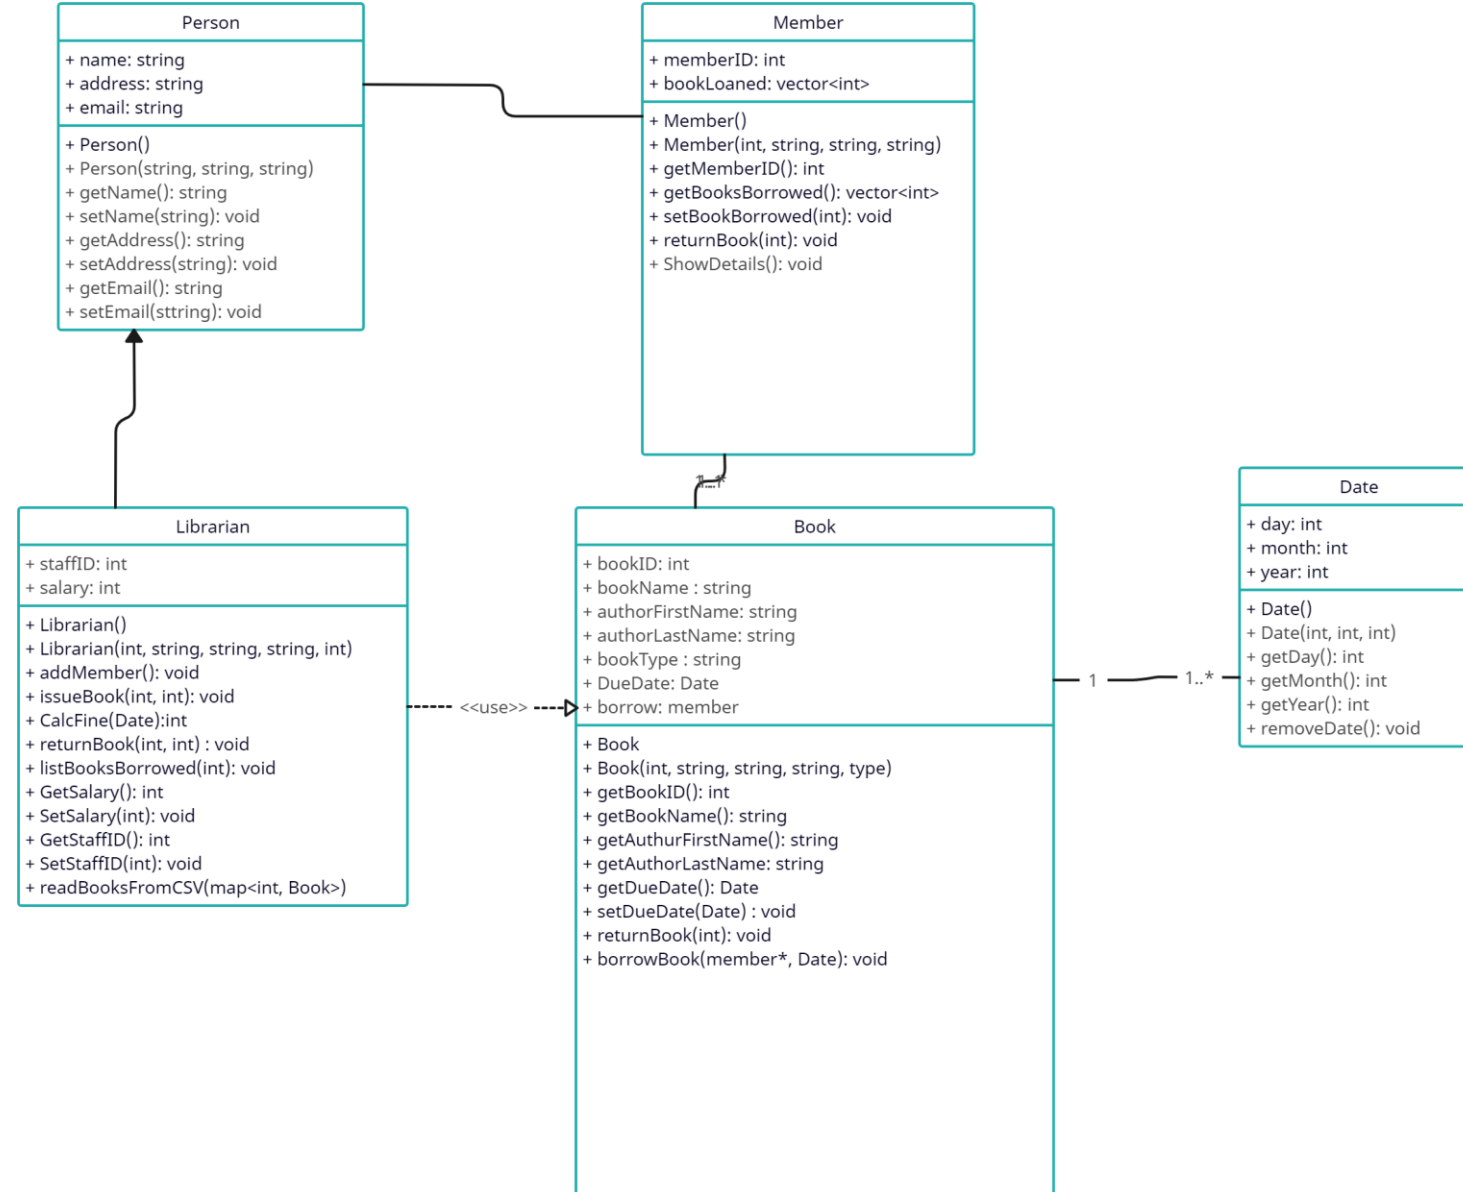 Person
+ name: string
+ address: string
+ email: string
+ Person()
+ Person(string, string, string)
+ getName(): string
+ setName(string): void
+ getAddress(): string
+ setAddress(string): void
+ getEmail(): string
+ setEmail(sttring): void
Member
+ memberID: int
+ bookLoaned: vector<int>
+ Member()
+ Member(int, string, string, string)
+ getMemberID(): int
+ getBooksBorrowed(): vector<int>
+ setBookBorrowed(int): void
+ returnBook(int): void
+ ShowDetails(): void
Librarian
+ staffID: int
+ salary: int
+ Librarian()
+ Librarian(int, string, string, string, int)
+ addMember(): void
+ issueBook(int, int): void
+ CalcFine(Date):int
+ returnBook(int, int) : void
+ listBooksBorrowed(int): void
+ GetSalary(): int
+ SetSalary(int): void
+ GetStaffID(): int
+ SetStaffID(int): void
+ readBooksFromCSV(map<int, Book>)
<<use>>
Book
+ bookID: int
+ bookName : string
+ authorFirstName: string
+ authorLastName: string
+ bookType : string
+ DueDate: Date
+ borrow: member
+ Book
+ Book(int, string, string, string, type)
+ getBookID(): int
+ getBookName(): string
+ getAuthurFirstName(): string
+ getAuthorLastName: string
+ getDueDate(): Date
+ setDueDate(Date) : void
+ returnBook(int): void
+ borrowBook(member*, Date): void
1
1..*
Date
+ day: int
+ month: int
+ year: int
+ Date()
+ Date(int, int, int)
+ getDay(): int
+ getMonth(): int
+ getYear(): int
+ removeDate(): void